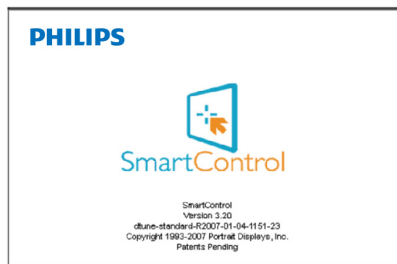 PHILIPS
SmartControl
SmartControl
Version 3.20
dtune-standard-R2007-01-04-1151-23
Copyright 1993-2007 Portrait Displays, Inc.
Patents Pending